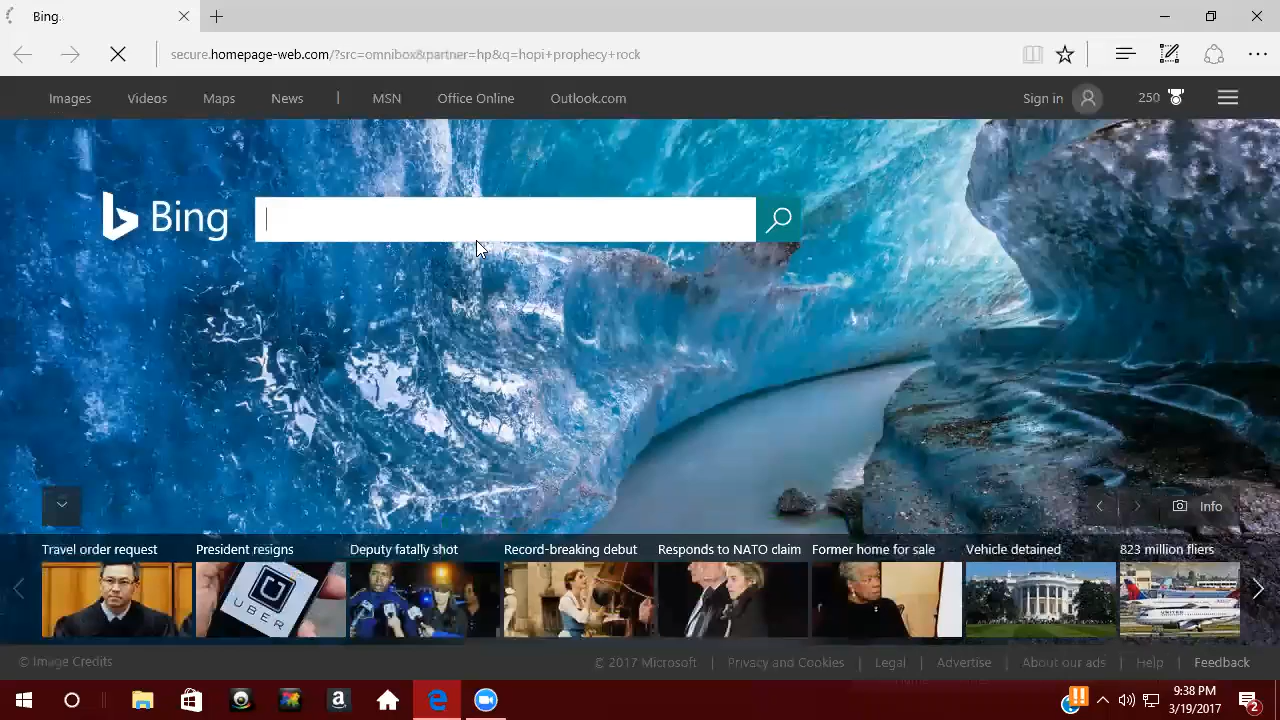 Bing.
secure.homepage-web.com/?src=omnibox&partner=hp&q=hopi+prophecy+rock
Images Videos Maps News | MSN Office Online Outlook.com Sign in 250
Bing
Info
Travel order request President resigns Deputy fatally shot Record-breaking debut Responds to NATO claim Former home for sale Vehicle detained 823 million fliers
UBER
© Image Credits © 2017 Microsoft | Privacy and Cookies | Legal | Advertise | About our ads | Help | Feedback
9:38 PM
3/19/2017
2